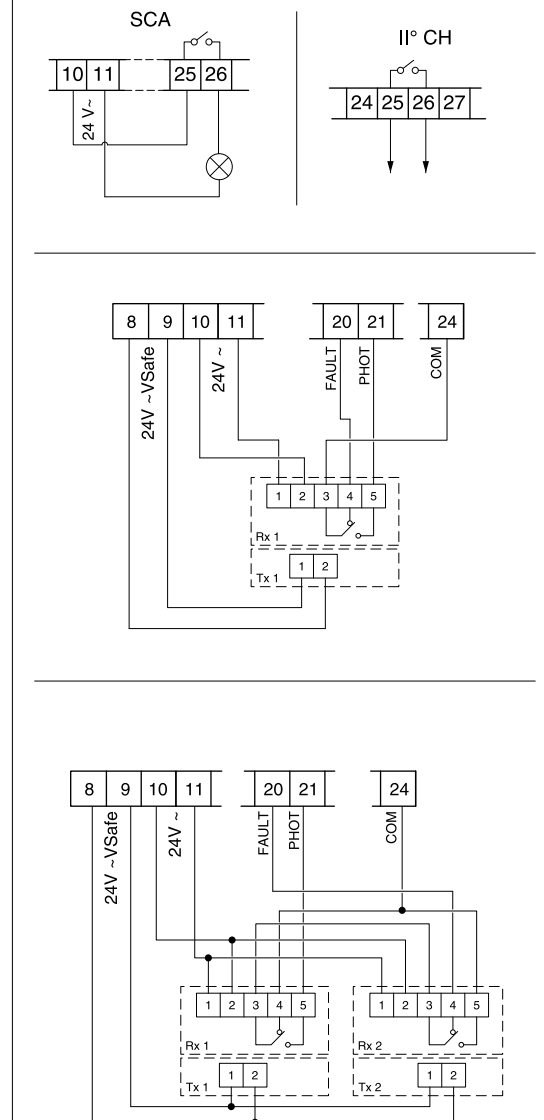 SCA
10 11 25 26
24 V~
II° CH
24 25 26 27
8 9 10 11 20 21 24
24V ~VSafe
24V ~
FAULT
PHOT
COM
1 2 3 4 5
Rx 1
1 2
Tx 1
8 9 10 11 20 21 24
24V ~VSafe
24V ~
FAULT
PHOT
COM
1 2 3 4 5
Rx 1
1 2 3 4 5
Rx 2
1 2
Tx 1
1 2
Tx 2